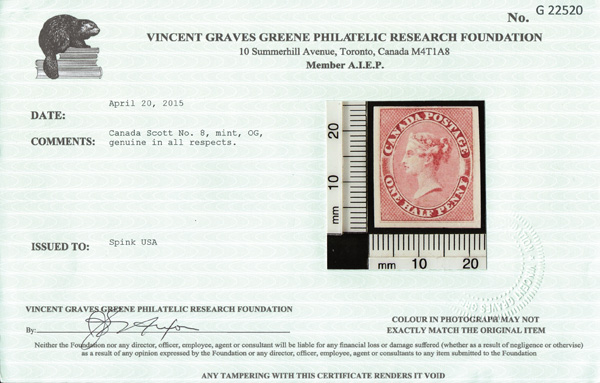 No. G 22520
VINCENT GRAVES GREENE PHILATELIC RESEARCH FOUNDATION
10 Summerhill Avenue, Toronto, Canada M4T1A8
Member A.I.E.P.
DATE: April 20, 2015
COMMENTS: Canada Scott No. 8, mint, OG,
genuine in all respects.
CANADA POSTAGE
ONE HALF PENNY
20
10
mm
mm 10 20
ISSUED TO: Spink USA
VINCENT GRAVES GREENE PHILATELIC RESEARCH FOUNDATION
By:
COLOUR IN PHOTOGRAPH MAY NOT
EXACTLY MATCH THE ORIGINAL ITEM
Neither the Foundation nor any director, officer, employee, agent or consultant will be liable for any financial loss or damage suffered (whether as a result of negligence or otherwise)
as a result of any opinion expressed by the Foundation or any director, officer, employee, agent or consultants to any item submitted to the Foundation
ANY TAMPERING WITH THIS CERTIFICATE RENDERS IT VOID